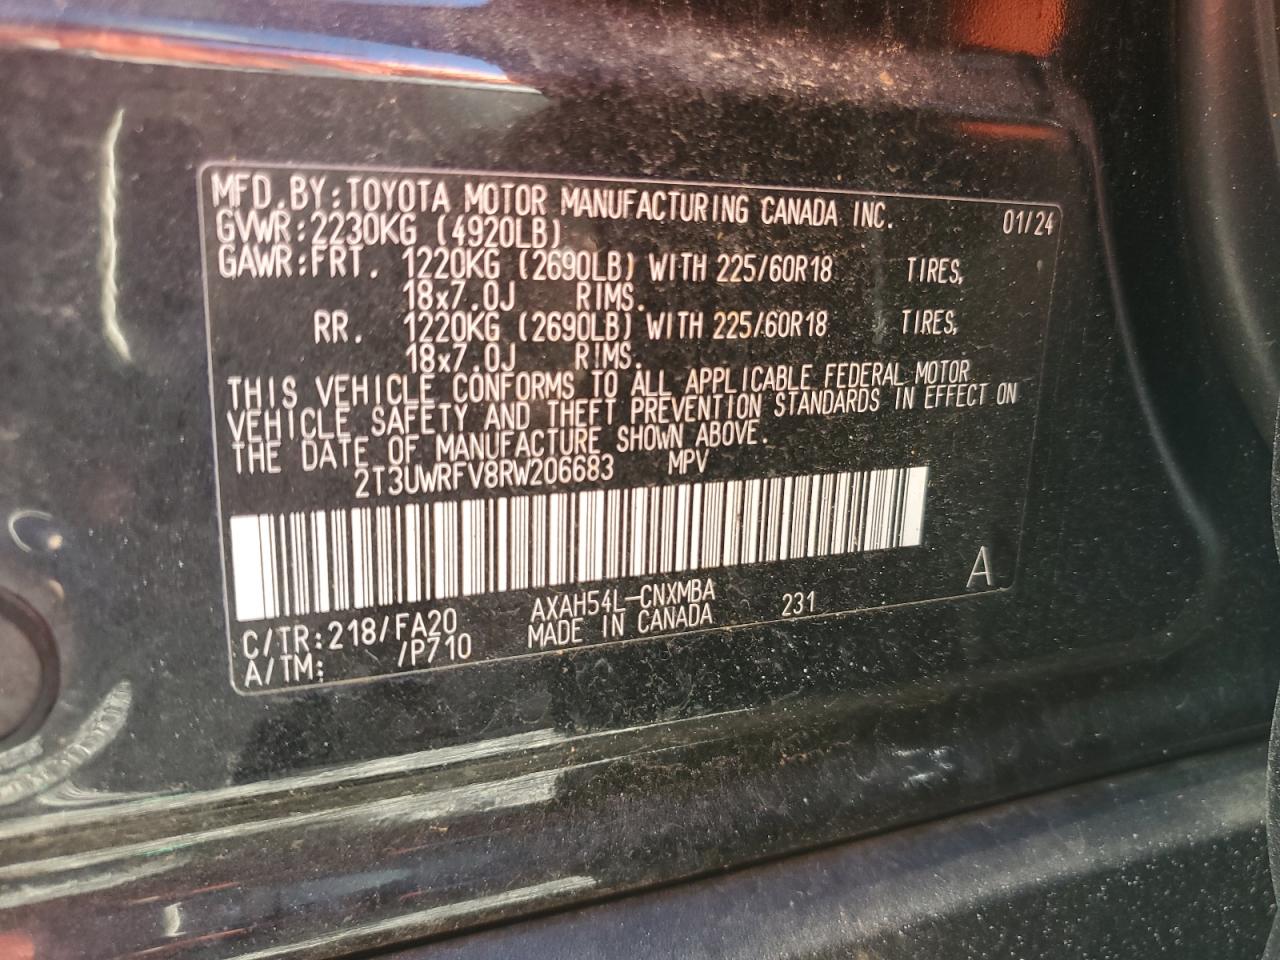 MFD.BY:TOYOTA MOTOR MANUFACTURING CANADA INC. 01/24
GVWR:2230KG (4920LB)
GAWR:FRT. 1220KG (2690LB) WITH 225/60R18 TIRES,
18x7.0J RIMS.
RR. 1220KG (2690LB) WITH 225/60R18 TIRES,
18x7.0J RIMS.
THIS VEHICLE CONFORMS TO ALL APPLICABLE FEDERAL MOTOR
VEHICLE SAFETY AND THEFT PREVENTION STANDARDS IN EFFECT ON
THE DATE OF MANUFACTURE SHOWN ABOVE.
2T3UWRFV8RW206683 MPV
A
C/TR:218/FA20 AXAH54L-CNXMBA 231
A/TM: /P710 MADE IN CANADA